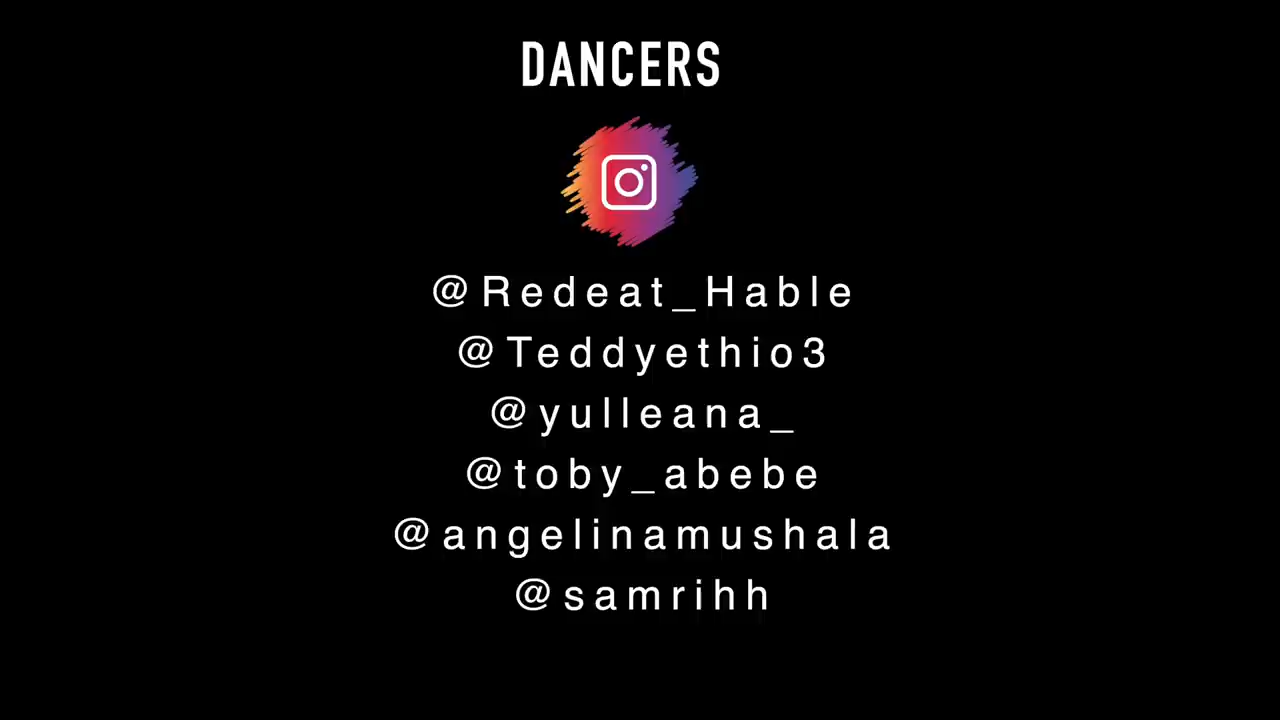 DANCERS
@Redeat_Hable
@Teddyethio3
@yulleana_
@toby_abebe
@angelinamushala
@samrihh